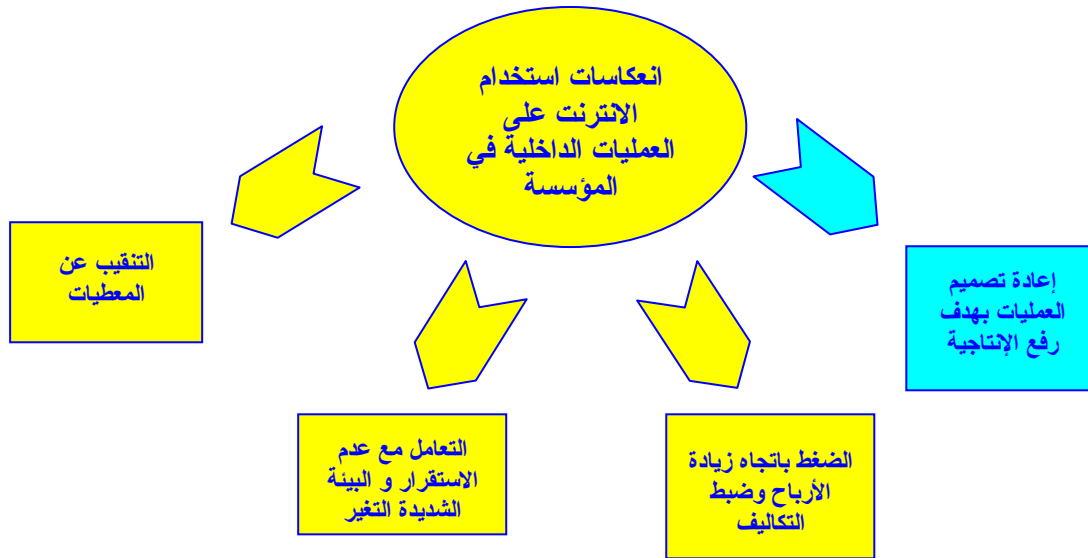 انعكاسات استخدام
الانترنت على
العمليات الداخلية في
المؤسسة
إعادة تصميم
العمليات بهدف
رفع الإنتاجية
الضغط باتجاه زيادة
الأرباح وضبط
التكاليف
التعامل مع عدم
الاستقرار و البيئة
الشديدة التغير
التنقيب عن
المعطيات